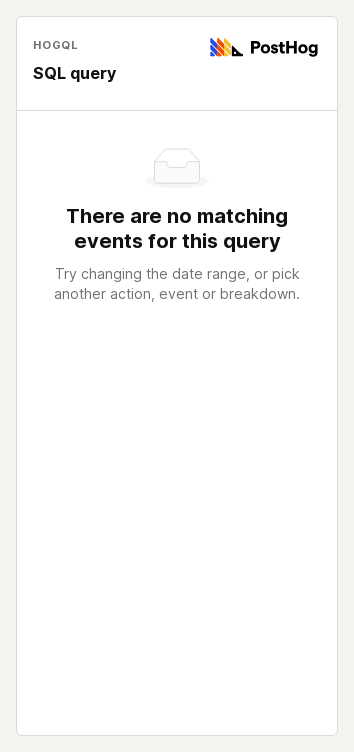 HOGQL
PostHog
SQL query
There are no matching
events for this query
Try changing the date range, or pick
another action, event or breakdown.